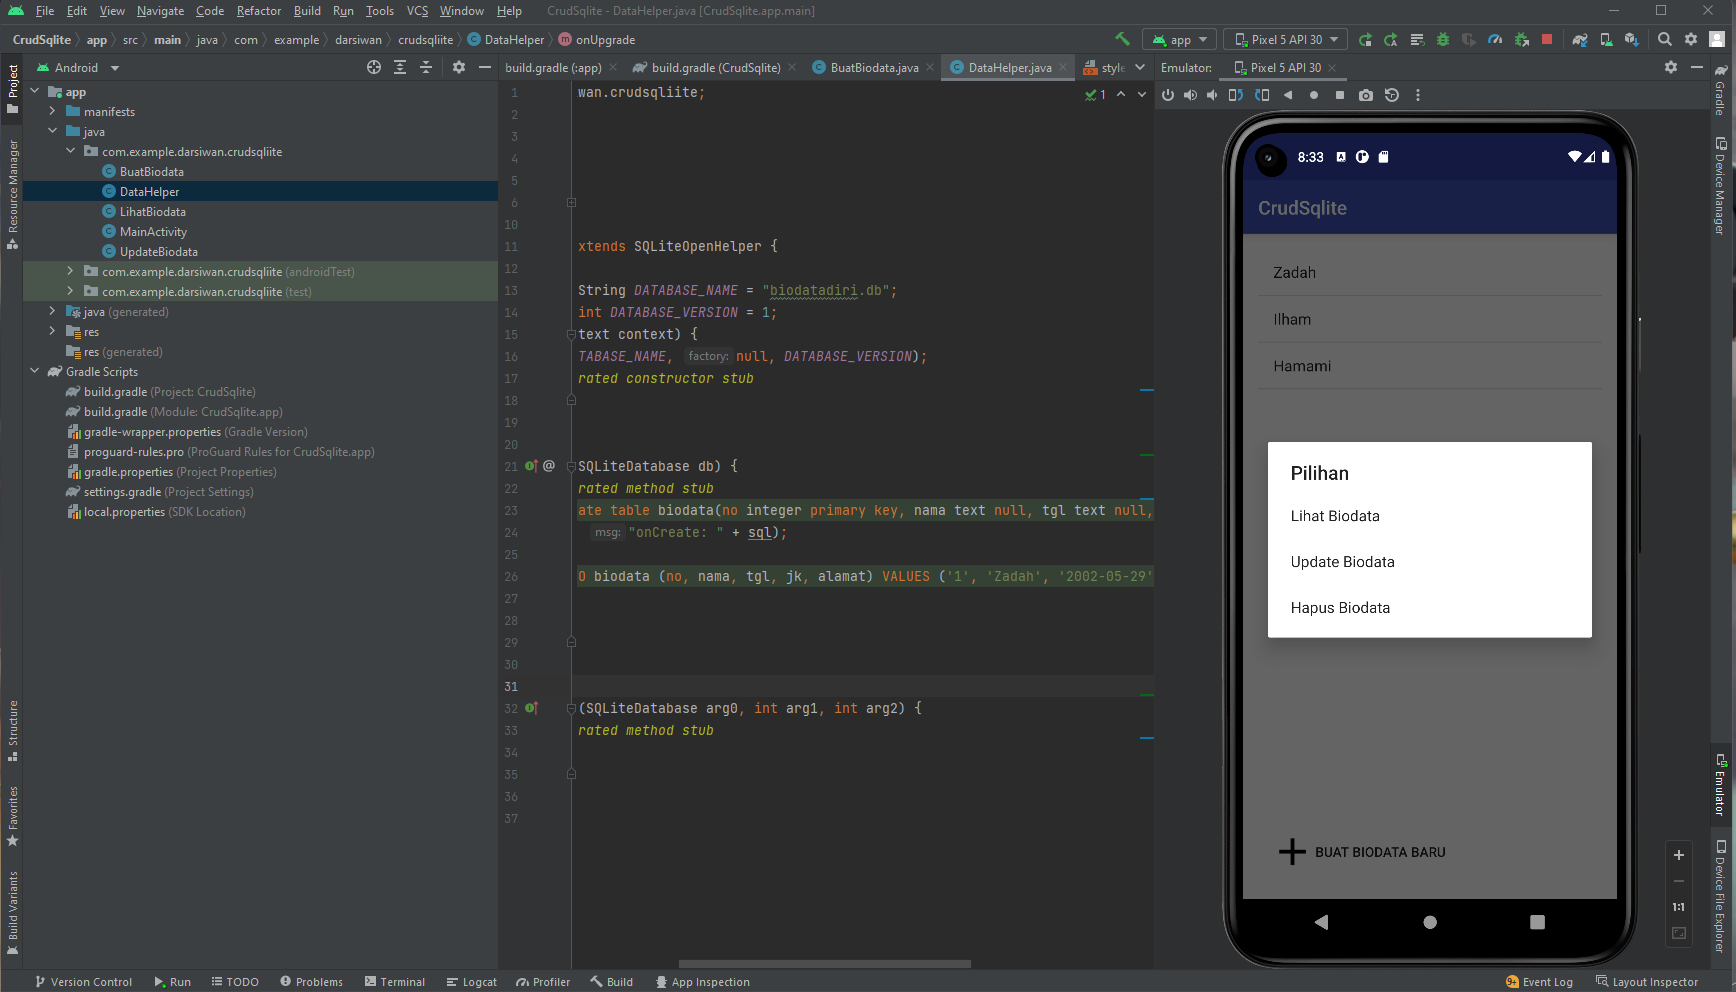 File Edit View Navigate Code Refactor Build Run Tools VCS Window Help CrudSqlite - DataHelper.java [CrudSqlite.app.main]
CrudSqlite app src main java com example darsiwan crudsqliite DataHelper onUpgrade
app Pixel 5 API 30
Android
build.gradle (:app) build.gradle (CrudSqlite) BuatBiodata.java DataHelper.java style
Emulator: Pixel 5 API 30
Project
Resource Manager
Structure
Favorites
Build Variants
app
manifests
java
com.example.darsiwan.crudsqliite
BuatBiodata
DataHelper
LihatBiodata
MainActivity
UpdateBiodata
com.example.darsiwan.crudsqliite (androidTest)
com.example.darsiwan.crudsqliite (test)
java (generated)
res
res (generated)
Gradle Scripts
build.gradle (Project: CrudSqlite)
build.gradle (Module: CrudSqlite.app)
gradle-wrapper.properties (Gradle Version)
proguard-rules.pro (ProGuard Rules for CrudSqlite.app)
gradle.properties (Project Properties)
settings.gradle (Project Settings)
local.properties (SDK Location)
1 wan.crudsqliite; 1
2
3
4
5
6
10
11 xtends SQLiteOpenHelper {
12
13 String DATABASE_NAME = "biodatadiri.db";
14 int DATABASE_VERSION = 1;
15 text context) {
16 TABASE_NAME, factory: null, DATABASE_VERSION);
17 rated constructor stub
18
19
20
21 @ SQLiteDatabase db) {
22 rated method stub
23 ate table biodata(no integer primary key, nama text null, tgl text null,
24 msg: "onCreate: " + sql);
25
26 O biodata (no, nama, tgl, jk, alamat) VALUES ('1', 'Zadah', '2002-05-29'
27
28
29
30
31
32 (SQLiteDatabase arg0, int arg1, int arg2) {
33 rated method stub
34
35
36
37
8:33
CrudSqlite
Zadah
Ilham
Hamami
Pilihan
Lihat Biodata
Update Biodata
Hapus Biodata
BUAT BIODATA BARU
1:1
Gradle
Device Manager
Emulator
Device File Explorer
Version Control Run TODO Problems Terminal Logcat Profiler Build App Inspection 9+ Event Log Layout Inspector